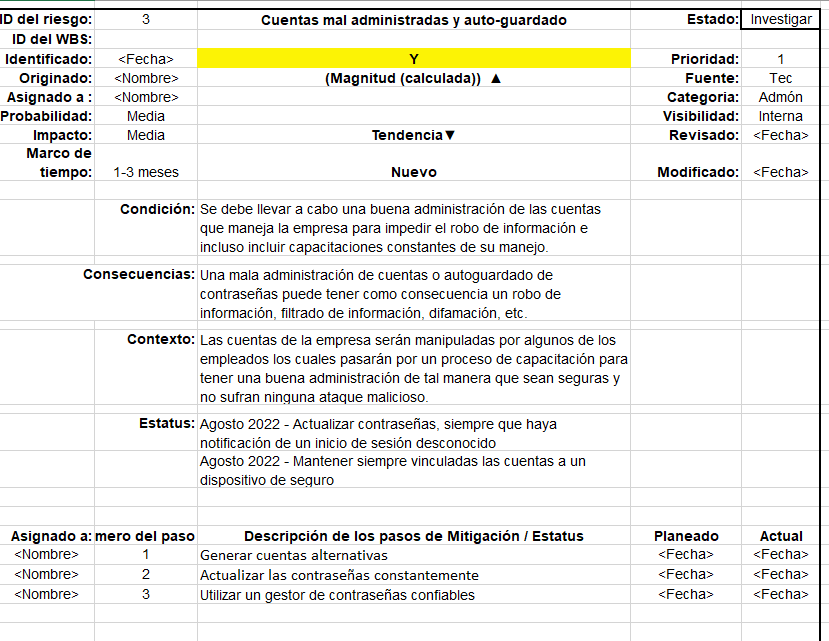 ID del riesgo: 3 Cuentas mal administradas y auto-guardado Estado: Investigar
ID del WBS:
Identificado: <Fecha> Y Prioridad: 1
Originado: <Nombre> (Magnitud (calculada)) ▲ Fuente: Tec
Asignado a : <Nombre> Categoria: Admón
Probabilidad: Media Visibilidad: Interna
Impacto: Media Tendencia▼ Revisado: <Fecha>
Marco de
tiempo: 1-3 meses Nuevo Modificado: <Fecha>
Condición: Se debe llevar a cabo una buena administración de las cuentas
que maneja la empresa para impedir el robo de información e
incluso incluir capacitaciones constantes de su manejo.
Consecuencias: Una mala administración de cuentas o autoguardado de
contraseñas puede tener como consecuencia un robo de
información, filtrado de información, difamación, etc.
Contexto: Las cuentas de la empresa serán manipuladas por algunos de los
empleados los cuales pasarán por un proceso de capacitación para
tener una buena administración de tal manera que sean seguras y
no sufran ninguna ataque malicioso.
Estatus: Agosto 2022 - Actualizar contraseñas, siempre que haya
notificación de un inicio de sesión desconocido
Agosto 2022 - Mantener siempre vinculadas las cuentas a un
dispositivo de seguro
Asignado a: mero del paso Descripción de los pasos de Mitigación / Estatus Planeado Actual
<Nombre> 1 Generar cuentas alternativas <Fecha> <Fecha>
<Nombre> 2 Actualizar las contraseñas constantemente <Fecha> <Fecha>
<Nombre> 3 Utilizar un gestor de contraseñas confiables <Fecha> <Fecha>